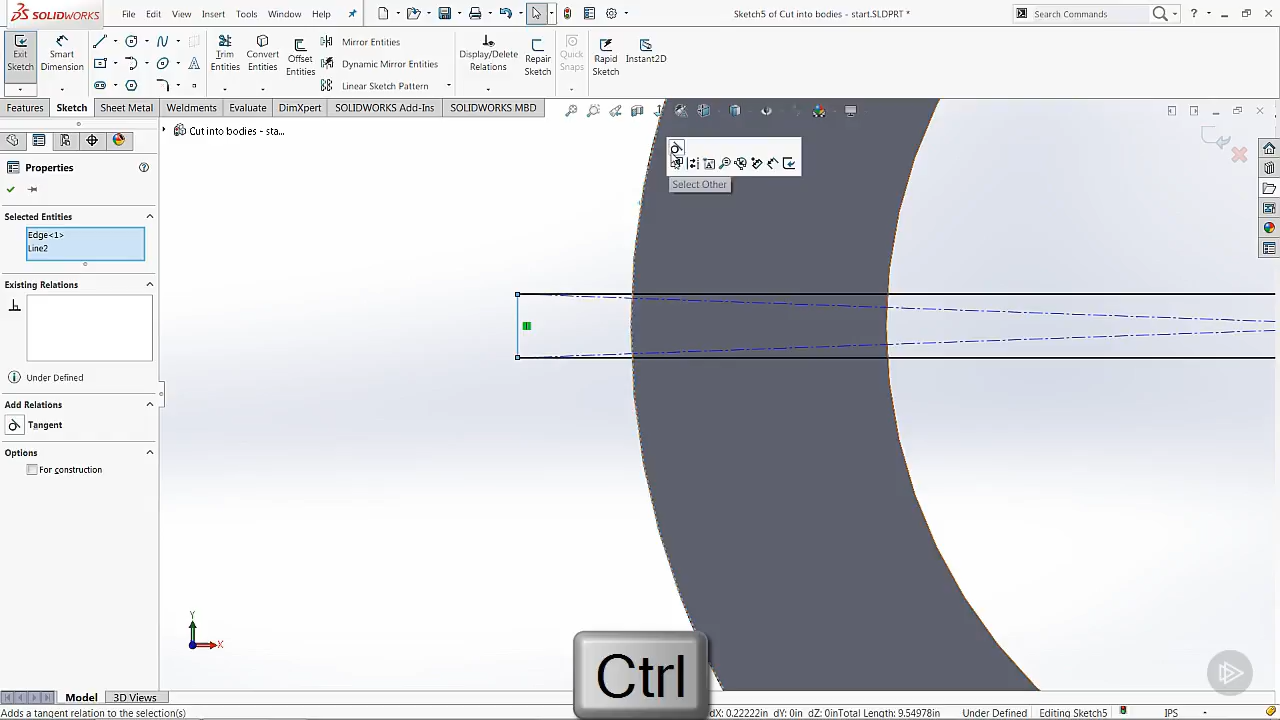 SOLIDWORKS File Edit View Insert Tools Window Help Sketch5 of Cut into bodies - start.SLDPRT * Search Commands
Exit Sketch Smart Dimension Trim Entities Convert Entities Offset Entities Mirror Entities Dynamic Mirror Entities Linear Sketch Pattern Display/Delete Relations Repair Sketch Quick Snaps Rapid Sketch Instant2D
Features Sketch Sheet Metal Weldments Evaluate DimXpert SOLIDWORKS Add-Ins SOLIDWORKS MBD
Cut into bodies - sta...
Properties
Select Other
Selected Entities
Edge<1>
Line2
Existing Relations
Under Defined
Add Relations
Tangent
Options
For construction
Y
X
Ctrl
Model 3D Views
Adds a tangent relation to the selection(s) dX: 0.22222in dY: 0in dZ: 0in Total Length: 9.54978in Under Defined Editing Sketch5 IPS